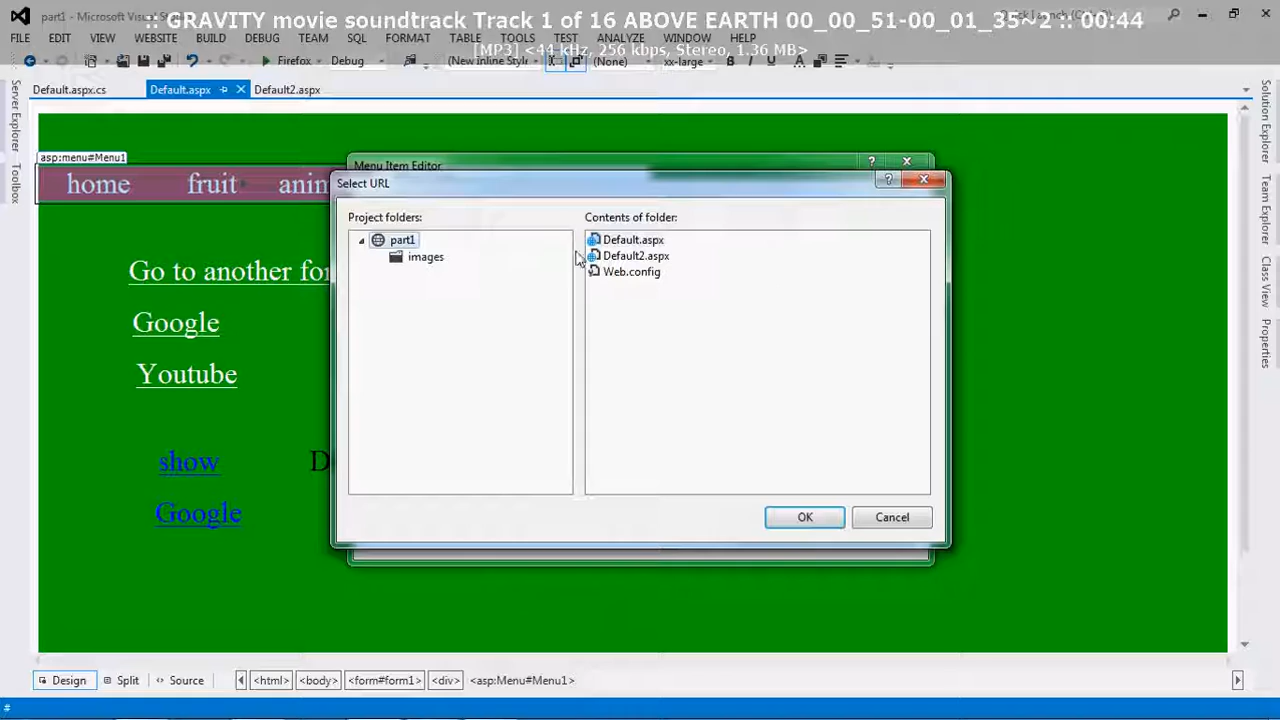 part1 - Microsoft Visual
:: GRAVITY movie soundtrack Track 1 of 16 ABOVE EARTH 00_00_51-00_01_35~2 :: 00:44
[MP3] <44 kHz, 256 kbps, Stereo, 1.36 MB>
FILE EDIT VIEW WEBSITE BUILD DEBUG TEAM SQL FORMAT TABLE TOOLS TEST ANALYZE WINDOW HELP
Firefox Debug (New Inline Style (None) xx-large B I U A
Default.aspx.cs Default.aspx Default2.aspx
Server Explorer
Toolbox
Solution Explorer
Team Explorer
Class View
Properties
asp:menu#Menu1
home fruit anim
Menu Item Editor
Select URL
Project folders:
Contents of folder:
part1
images
Default.aspx
Default2.aspx
Web.config
OK Cancel
Go to another for
Google
Youtube
show D
Google
Design Split Source <html> <body> <form#form1> <div> <asp:Menu#Menu1>
#